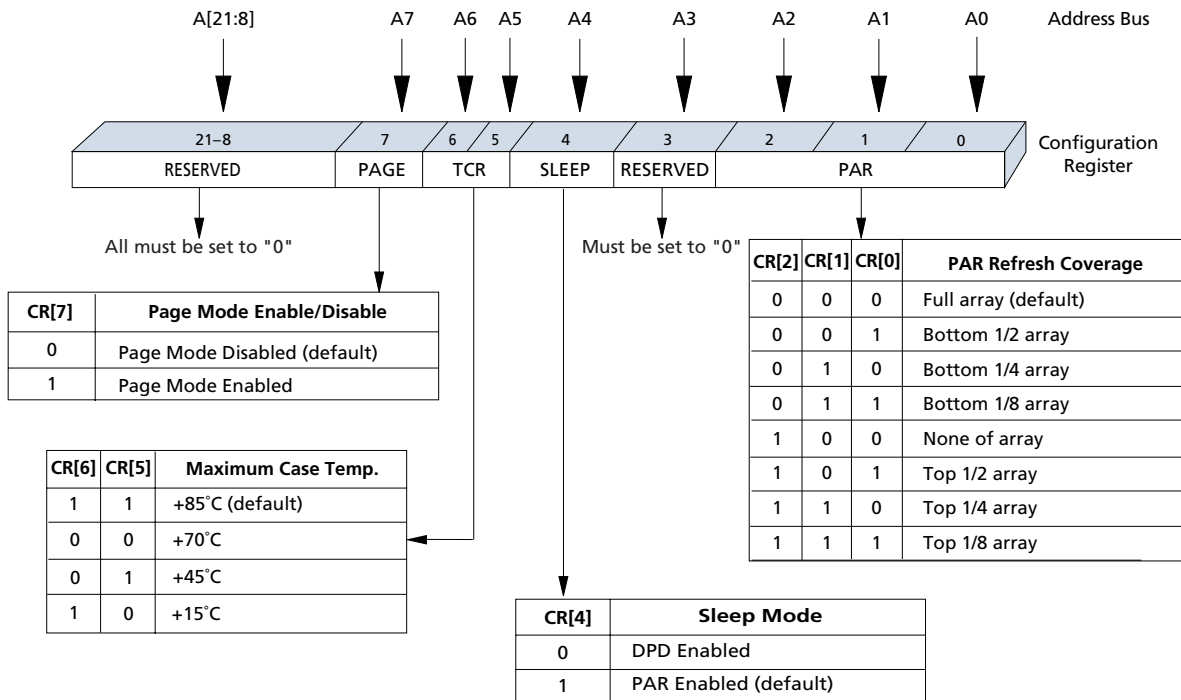 A[21:8] A7 A6 A5 A4 A3 A2 A1 A0 Address Bus
21–8 7 6 5 4 3 2 1 0
Configuration
Register
RESERVED PAGE TCR SLEEP RESERVED PAR
All must be set to "0"
Must be set to "0"
CR[7] Page Mode Enable/Disable
0 Page Mode Disabled (default)
1 Page Mode Enabled
CR[2] CR[1] CR[0] PAR Refresh Coverage
0 0 0 Full array (default)
0 0 1 Bottom 1/2 array
0 1 0 Bottom 1/4 array
0 1 1 Bottom 1/8 array
1 0 0 None of array
1 0 1 Top 1/2 array
1 1 0 Top 1/4 array
1 1 1 Top 1/8 array
CR[6] CR[5] Maximum Case Temp.
1 1 +85˚C (default)
0 0 +70˚C
0 1 +45˚C
1 0 +15˚C
CR[4] Sleep Mode
0 DPD Enabled
1 PAR Enabled (default)